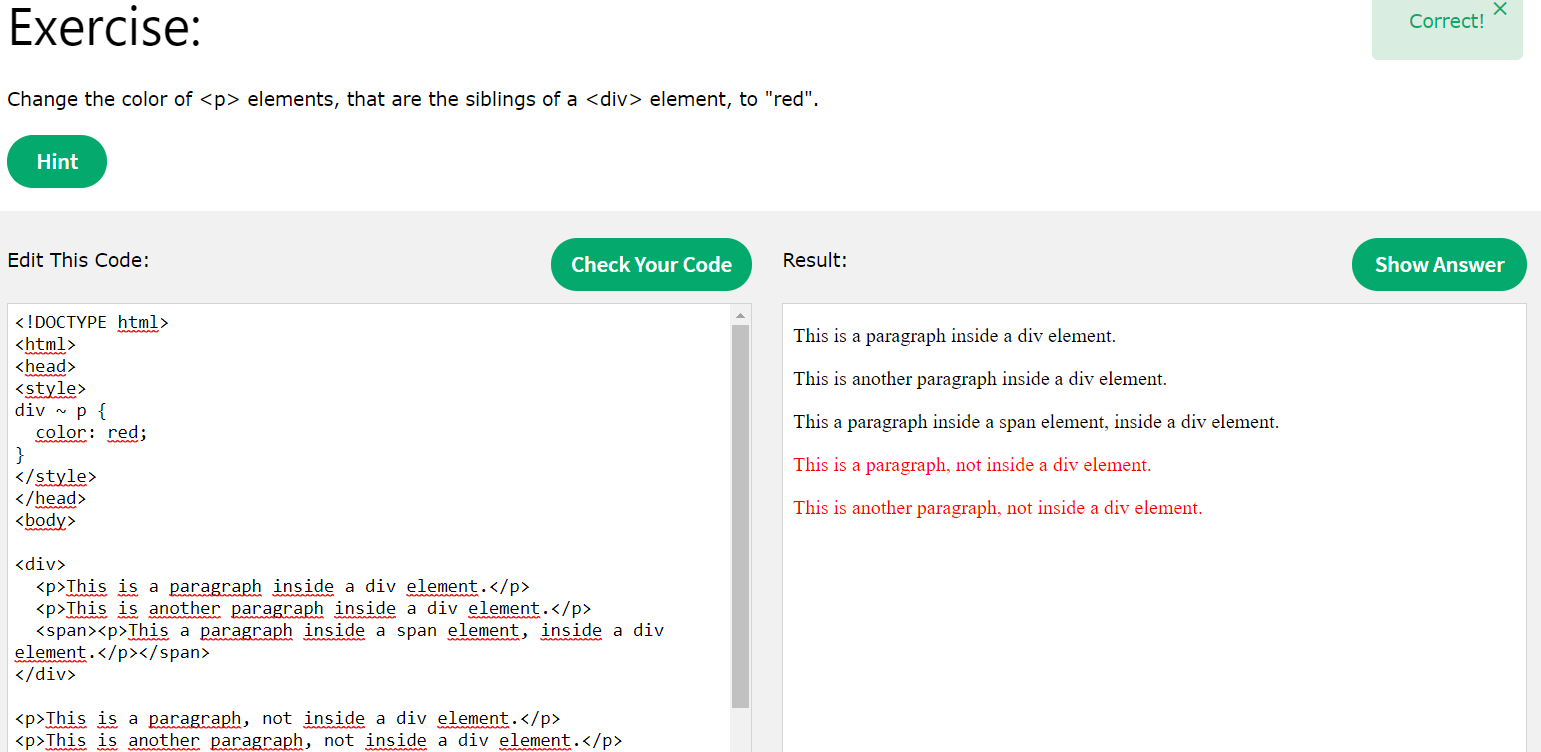 Exercise:
Correct! ×
Change the color of <p> elements, that are the siblings of a <div> element, to "red".
Hint
Edit This Code:
Check Your Code
<!DOCTYPE html>
<html>
<head>
<style>
div ~ p {
  color: red;
}
</style>
</head>
<body>
<div>
  <p>This is a paragraph inside a div element.</p>
  <p>This is another paragraph inside a div element.</p>
  <span><p>This a paragraph inside a span element, inside a div
element.</p></span>
</div>
<p>This is a paragraph, not inside a div element.</p>
<p>This is another paragraph, not inside a div element.</p>
Result:
Show Answer
This is a paragraph inside a div element.
This is another paragraph inside a div element.
This a paragraph inside a span element, inside a div element.
This is a paragraph, not inside a div element.
This is another paragraph, not inside a div element.